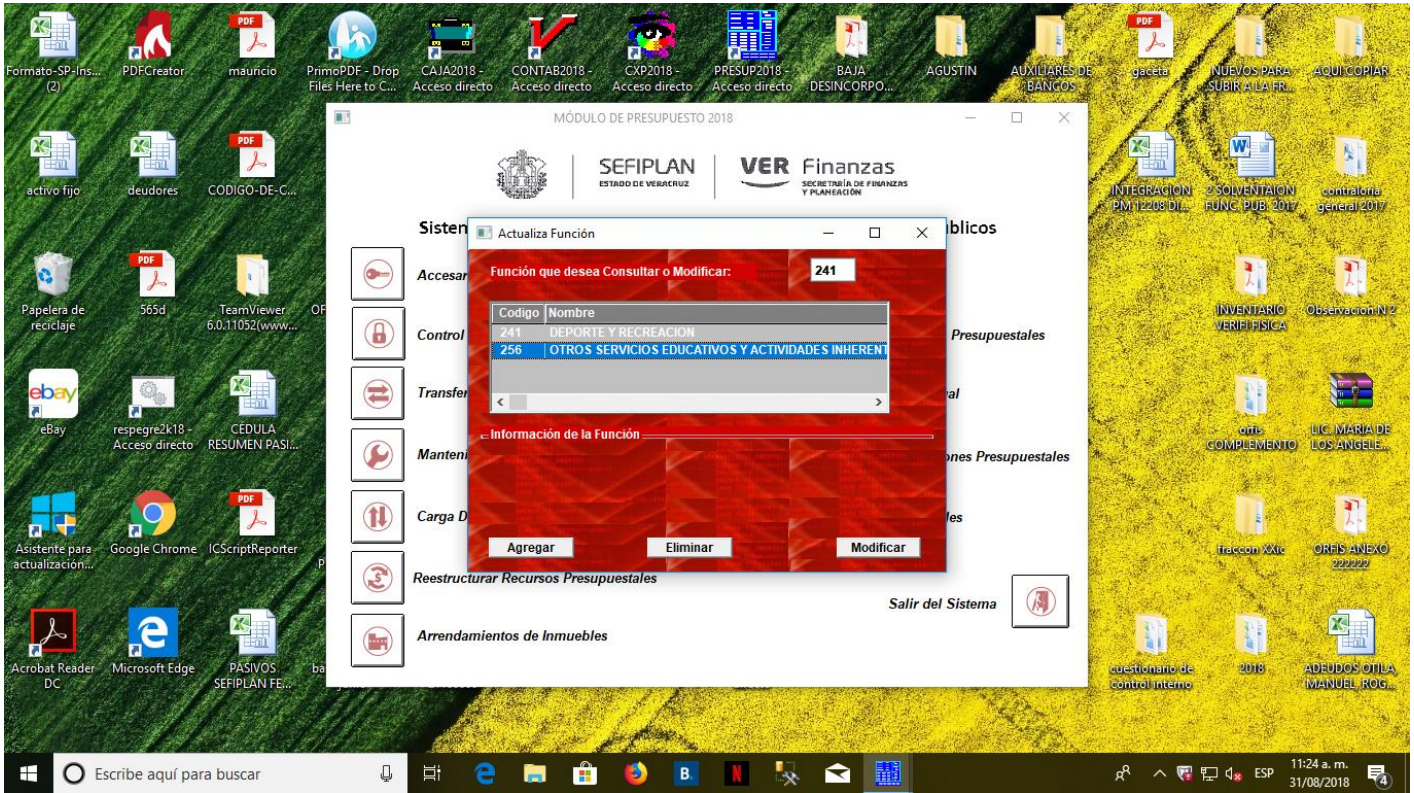 Formato-SP-Ins...
(2)
PDFCreator
mauricio
PrimoPDF - Drop
Files Here to C...
CAJA2018 -
Acceso directo
CONTAB2018 -
Acceso directo
CXP2018 -
Acceso directo
PRESUP2018 -
Acceso directo
BAJA
DESINCORPO...
AGUSTIN
AUXILIARES DE
BANCOS
gaceta
NUEVOS PARA
SUBIR A LA FR...
AQUI COPIAR
activo fijo
deudores
CODIGO-DE-C...
INTEGRACION
PM 12208 DI...
2 SOLVENTAION
FUNC. PUB. 2017
contraloria
general 2017
Papelera de
reciclaje
565d
TeamViewer
6.0.11052(www...
OF
INVENTARIO
VERIFI FISICA
Observacion N 2
eBay
respegre2k18 -
Acceso directo
CÉDULA
RESUMEN PASI...
orfis
COMPLEMENTO
LIC. MARIA DE
LOS ANGELE...
Asistente para
actualización...
Google Chrome
ICScriptReporter
P
fraccon XXIc
ORFIS ANEXO
222222
Acrobat Reader
DC
Microsoft Edge
PASIVOS
SEFIPLAN FE...
ba
cuestionario de
control interno
2018
ADEUDOS OTILA,
MANUEL, ROG...
MÓDULO DE PRESUPUESTO 2018
SEFIPLAN
ESTADO DE VERACRUZ
VER Finanzas
SECRETARÍA DE FINANZAS
Y PLANEACIÓN
Sisten
blicos
Accesar
Control
Presupuestales
Transfer
al
Manteni
ones Presupuestales
Carga D
les
Reestructurar Recursos Presupuestales
Salir del Sistema
Arrendamientos de Inmuebles
Actualiza Función
Función que desea Consultar o Modificar: 241
Codigo Nombre
241 DEPORTE Y RECREACION
256 OTROS SERVICIOS EDUCATIVOS Y ACTIVIDADES INHERENT
Información de la Función
Agregar Eliminar Modificar
Escribe aquí para buscar
B.
N
ESP
11:24 a. m.
31/08/2018
4